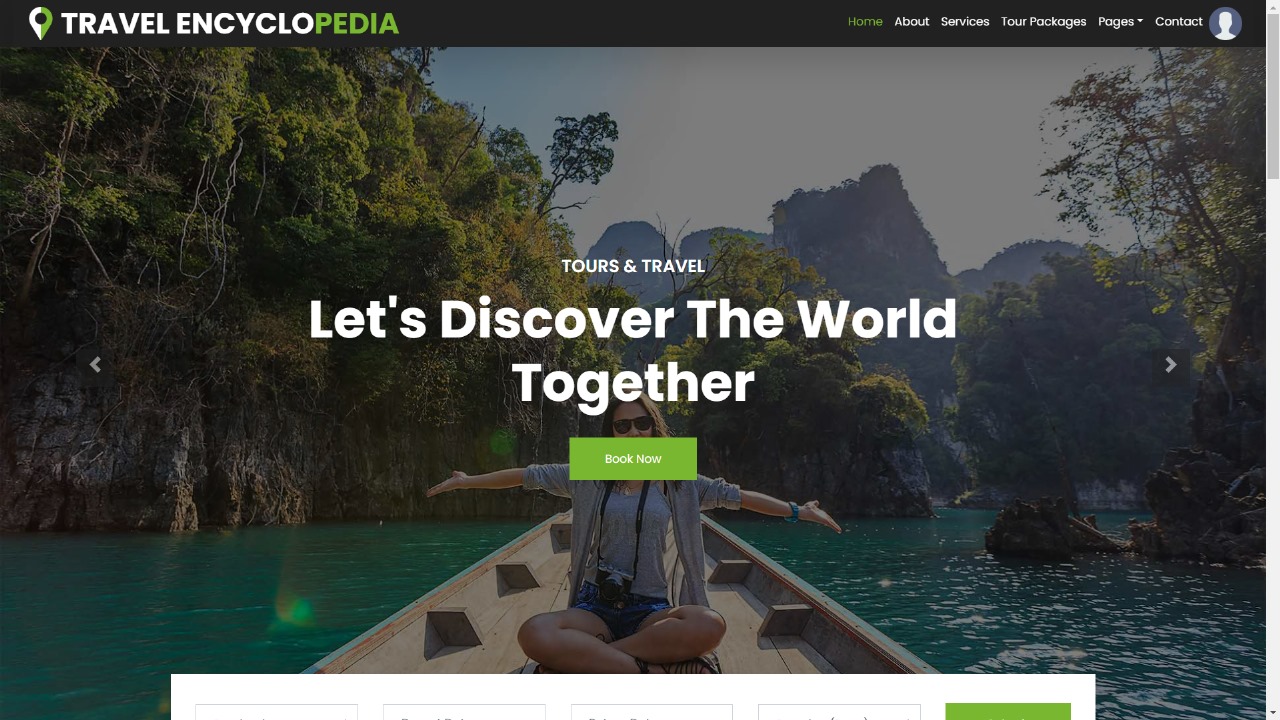 TRAVEL ENCYCLOPEDIA
Home About Services Tour Packages Pages Contact
TOURS & TRAVEL
Let's Discover The World
Together
Book Now